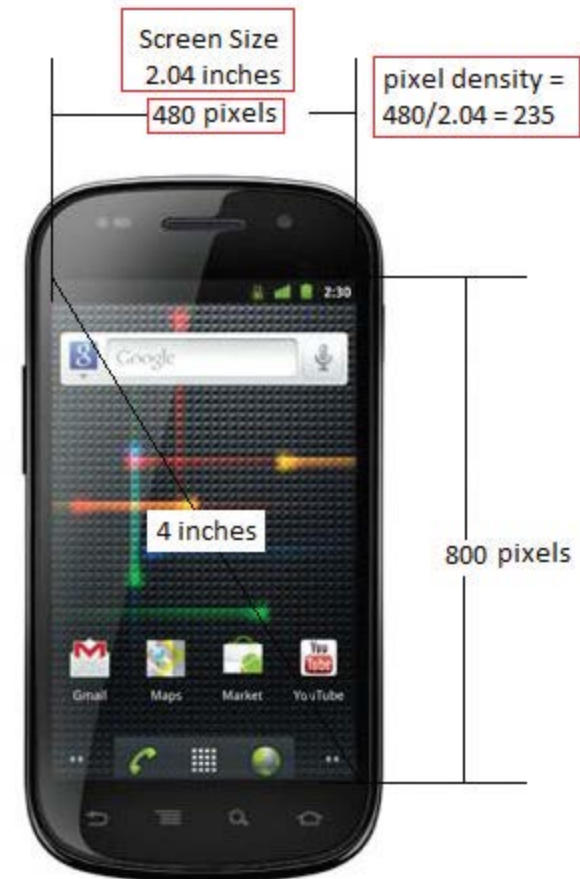 Screen Size
2.04 inches
480 pixels
pixel density =
480/2.04 = 235
2:30
8
Google
4 inches
800 pixels
You
Tube
Gmail
Maps
Market
YouTube